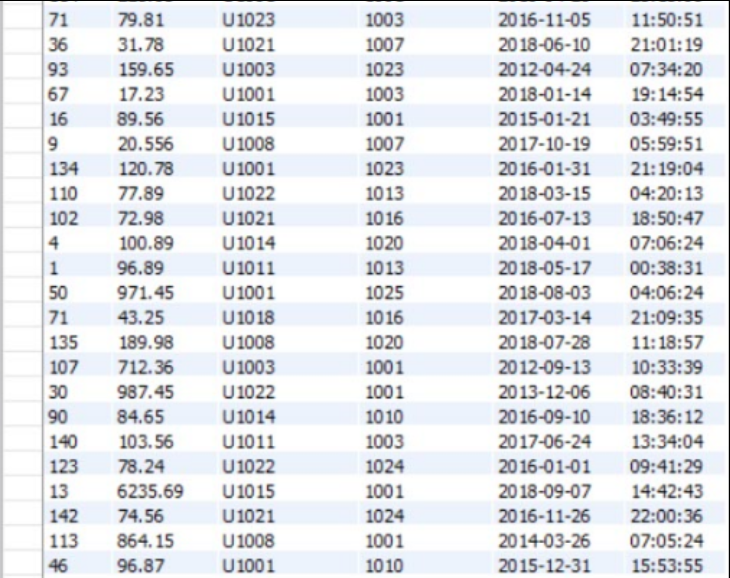 71 79.81 U1023 1003 2016-11-05 11:50:51
36 31.78 U1021 1007 2018-06-10 21:01:19
93 159.65 U1003 1023 2012-04-24 07:34:20
67 17.23 U1001 1003 2018-01-14 19:14:54
16 89.56 U1015 1001 2015-01-21 03:49:55
9 20.556 U1008 1007 2017-10-19 05:59:51
134 120.78 U1001 1023 2016-01-31 21:19:04
110 77.89 U1022 1013 2018-03-15 04:20:13
102 72.98 U1021 1016 2016-07-13 18:50:47
4 100.89 U1014 1020 2018-04-01 07:06:24
1 96.89 U1011 1013 2018-05-17 00:38:31
50 971.45 U1001 1025 2018-08-03 04:06:24
71 43.25 U1018 1016 2017-03-14 21:09:35
135 189.98 U1008 1020 2018-07-28 11:18:57
107 712.36 U1003 1001 2012-09-13 10:33:39
30 987.45 U1022 1001 2013-12-06 08:40:31
90 84.65 U1014 1010 2016-09-10 18:36:12
140 103.56 U1011 1003 2017-06-24 13:34:04
123 78.24 U1022 1024 2016-01-01 09:41:29
13 6235.69 U1015 1001 2018-09-07 14:42:43
142 74.56 U1021 1024 2016-11-26 22:00:36
113 864.15 U1008 1001 2014-03-26 07:05:24
46 96.87 U1001 1010 2015-12-31 15:53:55